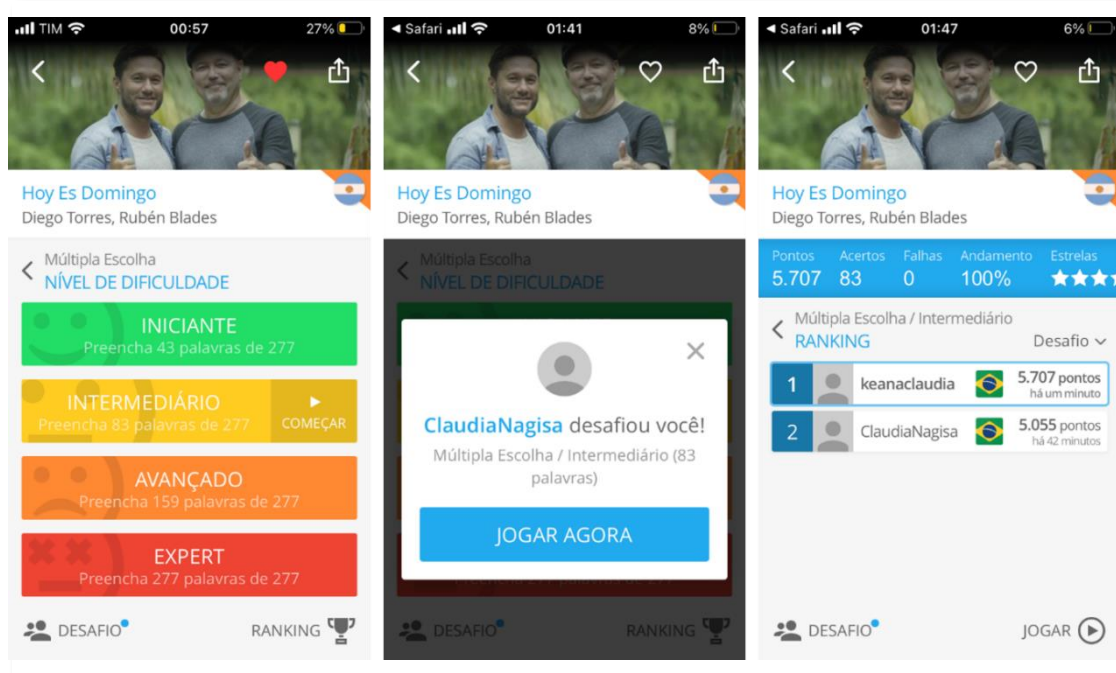 TIM 00:57 27%
Hoy Es Domingo
Diego Torres, Rubén Blades
Múltipla Escolha
NÍVEL DE DIFICULDADE
INICIANTE
Preencha 43 palavras de 277
INTERMEDIÁRIO
Preencha 83 palavras de 277
COMEÇAR
AVANÇADO
Preencha 159 palavras de 277
EXPERT
Preencha 277 palavras de 277
DESAFIO RANKING
Safari 01:41 8%
Hoy Es Domingo
Diego Torres, Rubén Blades
Múltipla Escolha
NÍVEL DE DIFICULDADE
ClaudiaNagisa desafiou você!
Múltipla Escolha / Intermediário (83
palavras)
JOGAR AGORA
DESAFIO RANKING
Safari 01:47 6%
Hoy Es Domingo
Diego Torres, Rubén Blades
Pontos Acertos Falhas Andamento Estrelas
5.707 83 0 100%
Múltipla Escolha / Intermediário
RANKING Desafio
1 keanaclaudia 5.707 pontos
há um minuto
2 ClaudiaNagisa 5.055 pontos
há 42 minutos
DESAFIO JOGAR